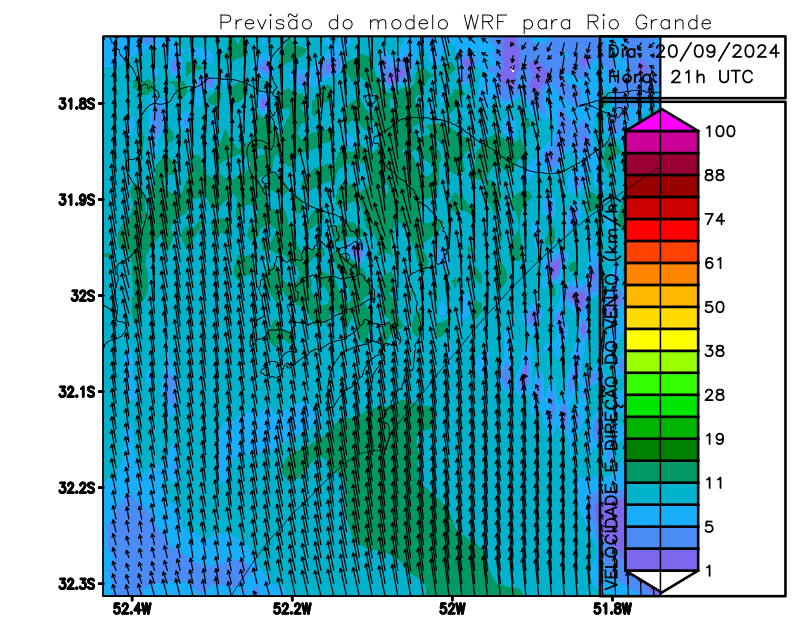 Previsão do modelo WRF para Rio Grande
Dia: 20/09/2024
Hora: 21h UTC
31.8S
31.9S
32S
32.1S
32.2S
32.3S
52.4W
52.2W
52W
51.8W
VELOCIDADE E DIREÇÃO DO VENTO (km/h)
100
88
74
61
50
38
28
19
11
5
1